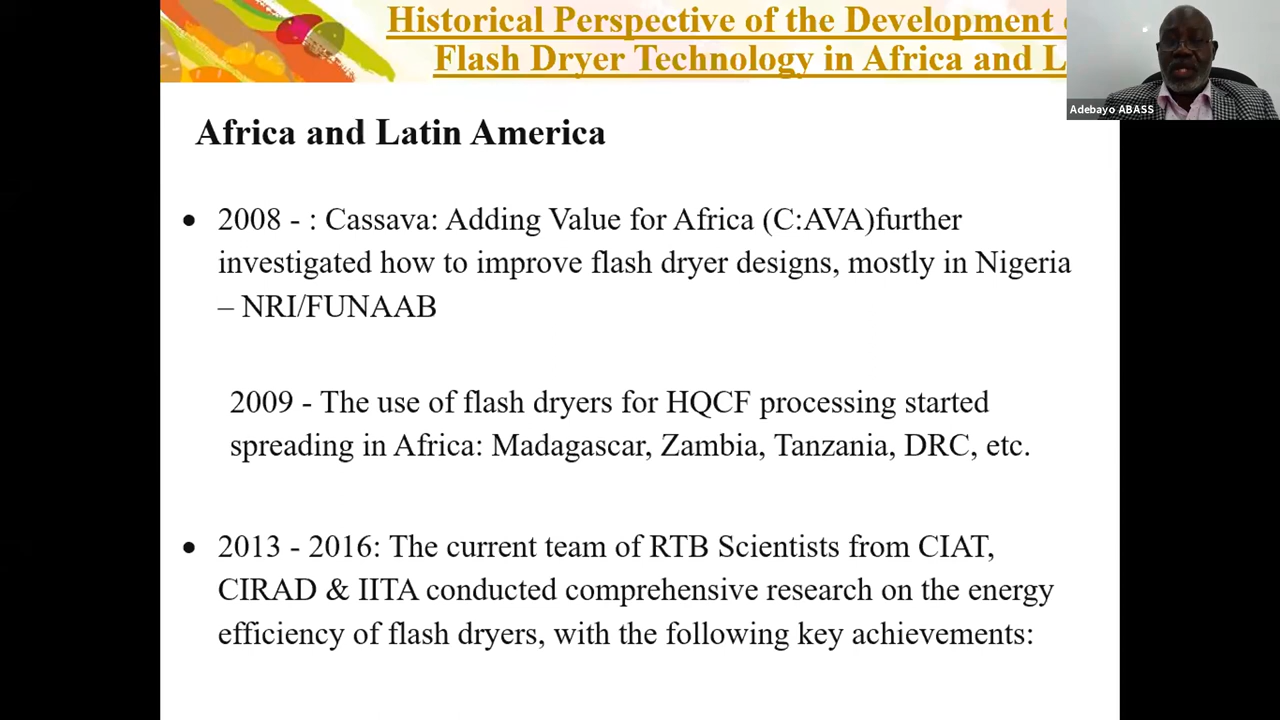 Historical Perspective of the Development
Flash Dryer Technology in Africa and L
Adebayo ABASS
Africa and Latin America
• 2008 - : Cassava: Adding Value for Africa (C:AVA)further
investigated how to improve flash dryer designs, mostly in Nigeria
– NRI/FUNAAB
2009 - The use of flash dryers for HQCF processing started
spreading in Africa: Madagascar, Zambia, Tanzania, DRC, etc.
• 2013 - 2016: The current team of RTB Scientists from CIAT,
CIRAD & IITA conducted comprehensive research on the energy
efficiency of flash dryers, with the following key achievements: